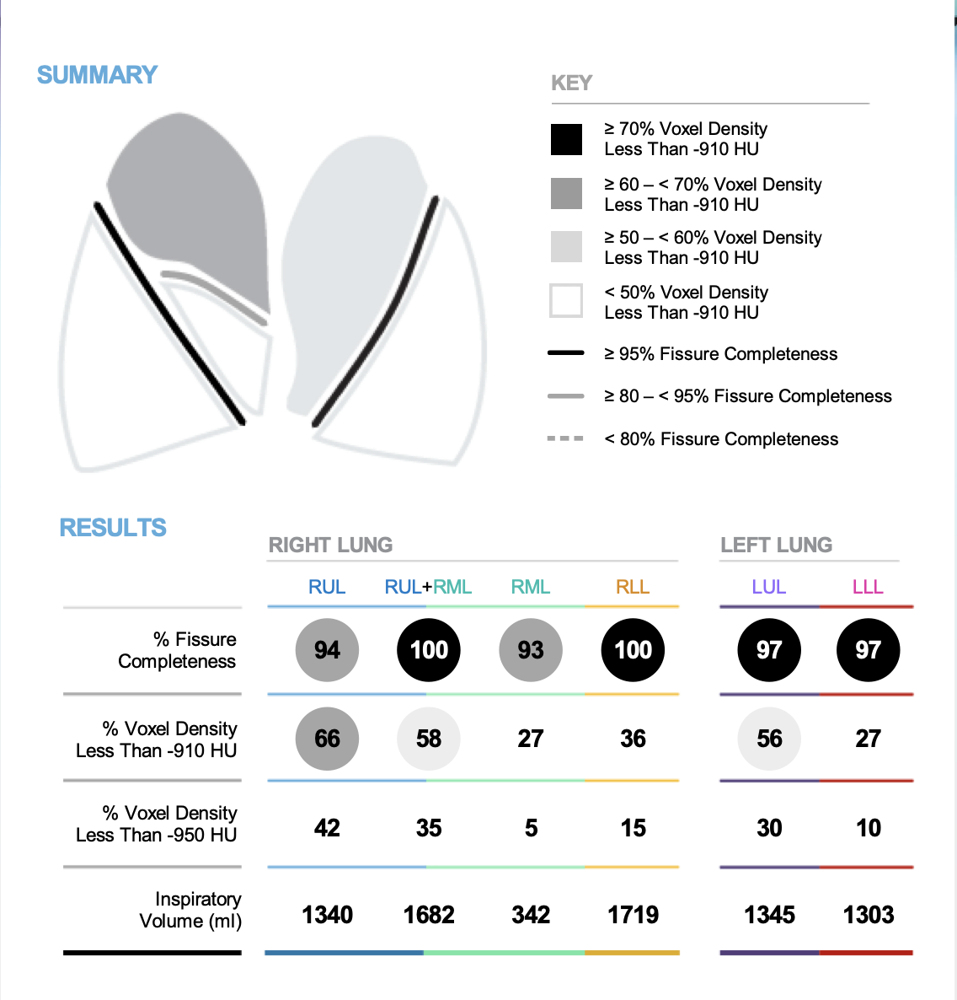 SUMMARY
KEY
≥ 70% Voxel Density
Less Than -910 HU
≥ 60 – < 70% Voxel Density
Less Than -910 HU
≥ 50 – < 60% Voxel Density
Less Than -910 HU
< 50% Voxel Density
Less Than -910 HU
≥ 95% Fissure Completeness
≥ 80 – < 95% Fissure Completeness
< 80% Fissure Completeness
RESULTS
RIGHT LUNG LEFT LUNG
RUL RUL+RML RML RLL LUL LLL
% Fissure
Completeness
94 100 93 100 97 97
% Voxel Density
Less Than -910 HU
66 58 27 36 56 27
% Voxel Density
Less Than -950 HU
42 35 5 15 30 10
Inspiratory
Volume (ml)
1340 1682 342 1719 1345 1303